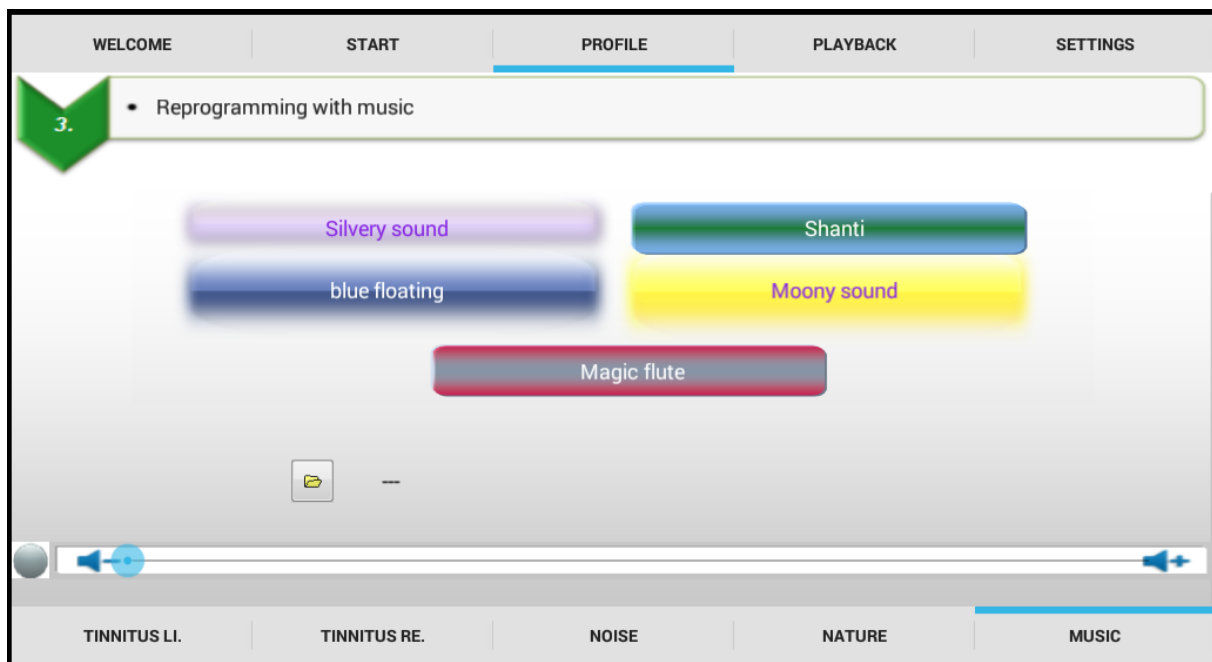 WELCOME START PROFILE PLAYBACK SETTINGS
3.
• Reprogramming with music
Silvery sound Shanti
blue floating Moony sound
Magic flute
---
TINNITUS LI. TINNITUS RE. NOISE NATURE MUSIC